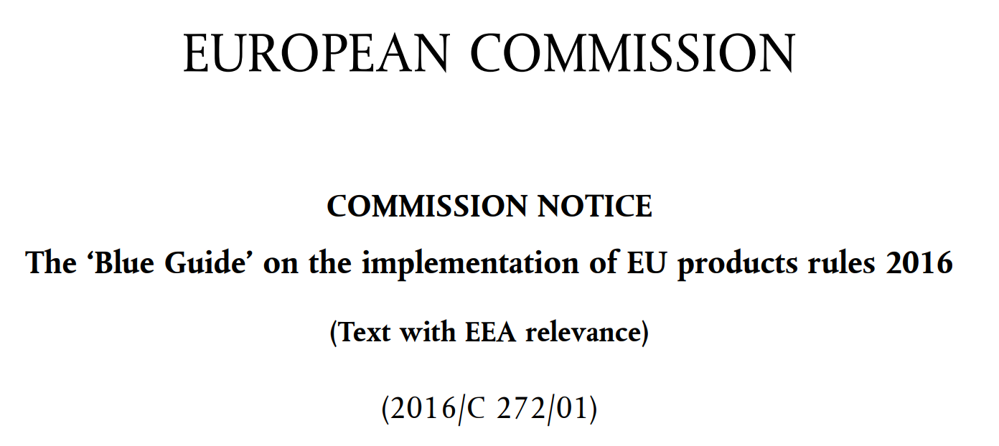 EUROPEAN COMMISSION
COMMISSION NOTICE
The ‘Blue Guide’ on the implementation of EU products rules 2016
(Text with EEA relevance)
(2016/C 272/01)